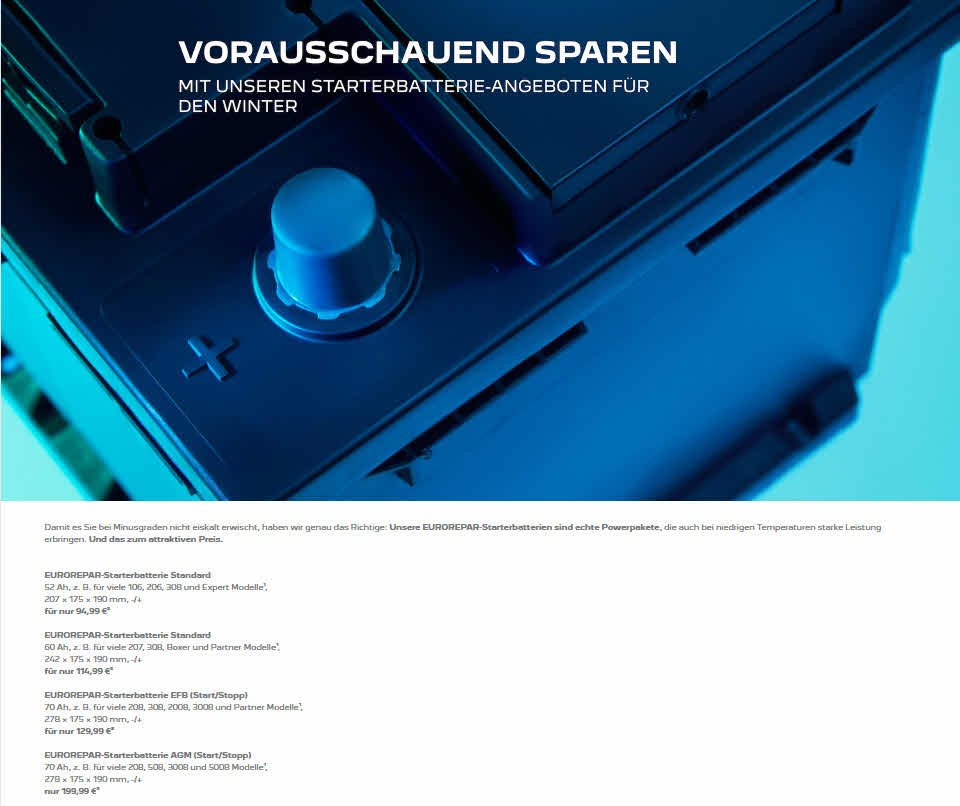 VORAUSSCHAUEND SPAREN
MIT UNSEREN STARTERBATTERIE-ANGEBOTEN FÜR
DEN WINTER
Damit es Sie bei Minusgraden nicht eiskalt erwischt, haben wir genau das Richtige: Unsere EUROREPAR-Starterbatterien sind echte Powerpakete, die auch bei niedrigen Temperaturen starke Leistung
erbringen. Und das zum attraktiven Preis.
EUROREPAR-Starterbatterie Standard
52 Ah, z. B. für viele 106, 206, 308 und Expert Modelle¹,
207 x 175 x 190 mm, -/+
für nur 94,99 €²
EUROREPAR-Starterbatterie Standard
60 Ah, z. B. für viele 207, 308, Boxer und Partner Modelle¹,
242 x 175 x 190 mm, -/+
für nur 114,99 €²
EUROREPAR-Starterbatterie EFB (Start/Stopp)
70 Ah, z. B. für viele 208, 308, 2008, 3008 und Partner Modelle¹,
278 x 175 x 190 mm, -/+
für nur 129,99 €²
EUROREPAR-Starterbatterie AGM (Start/Stopp)
70 Ah, z. B. für viele 208, 508, 3008 und 5008 Modelle¹,
278 x 175 x 190 mm, -/+
nur 199,99 €²